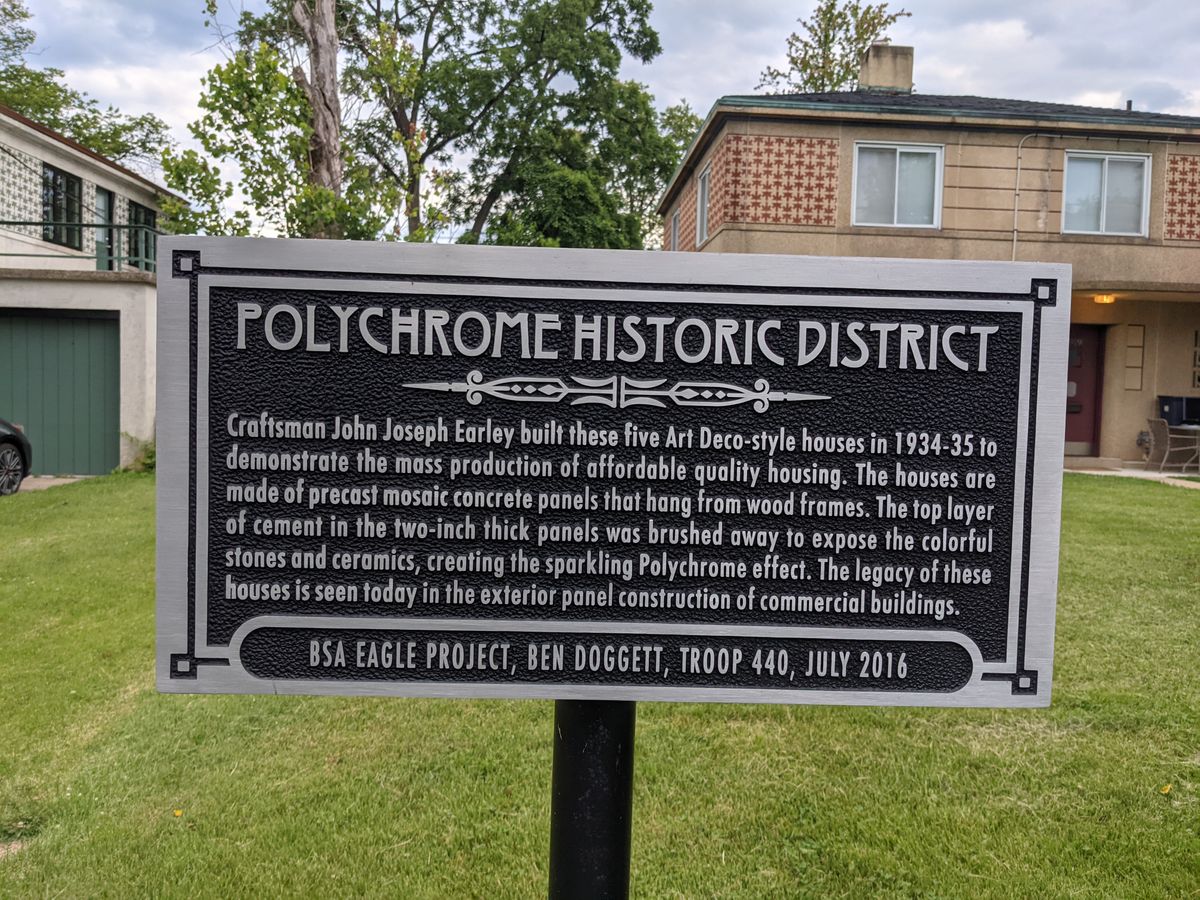 POLYCHROME HISTORIC DISTRICT
Craftsman John Joseph Earley built these five Art Deco-style houses in 1934-35 to
demonstrate the mass production of affordable quality housing. The houses are
made of precast mosaic concrete panels that hang from wood frames. The top layer
of cement in the two-inch thick panels was brushed away to expose the colorful
stones and ceramics, creating the sparkling Polychrome effect. The legacy of these
houses is seen today in the exterior panel construction of commercial buildings.
BSA EAGLE PROJECT, BEN DOGGETT, TROOP 440, JULY 2016